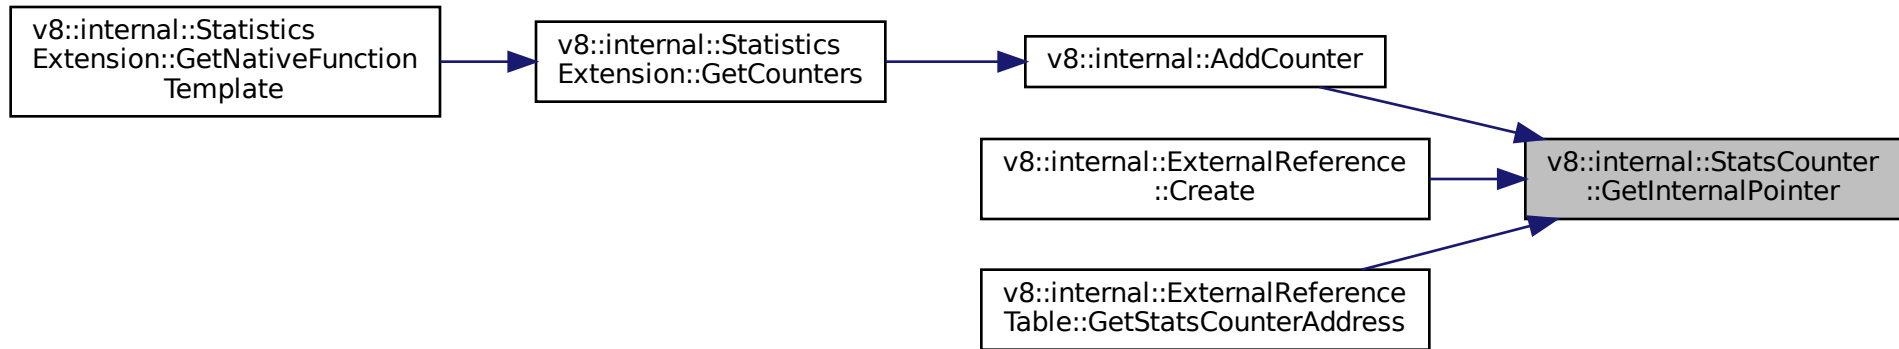 v8::internal::Statistics
Extension::GetNativeFunction
Template
v8::internal::Statistics
Extension::GetCounters
v8::internal::AddCounter
v8::internal::ExternalReference
::Create
v8::internal::ExternalReference
Table::GetStatsCounterAddress
v8::internal::StatsCounter
::GetInternalPointer